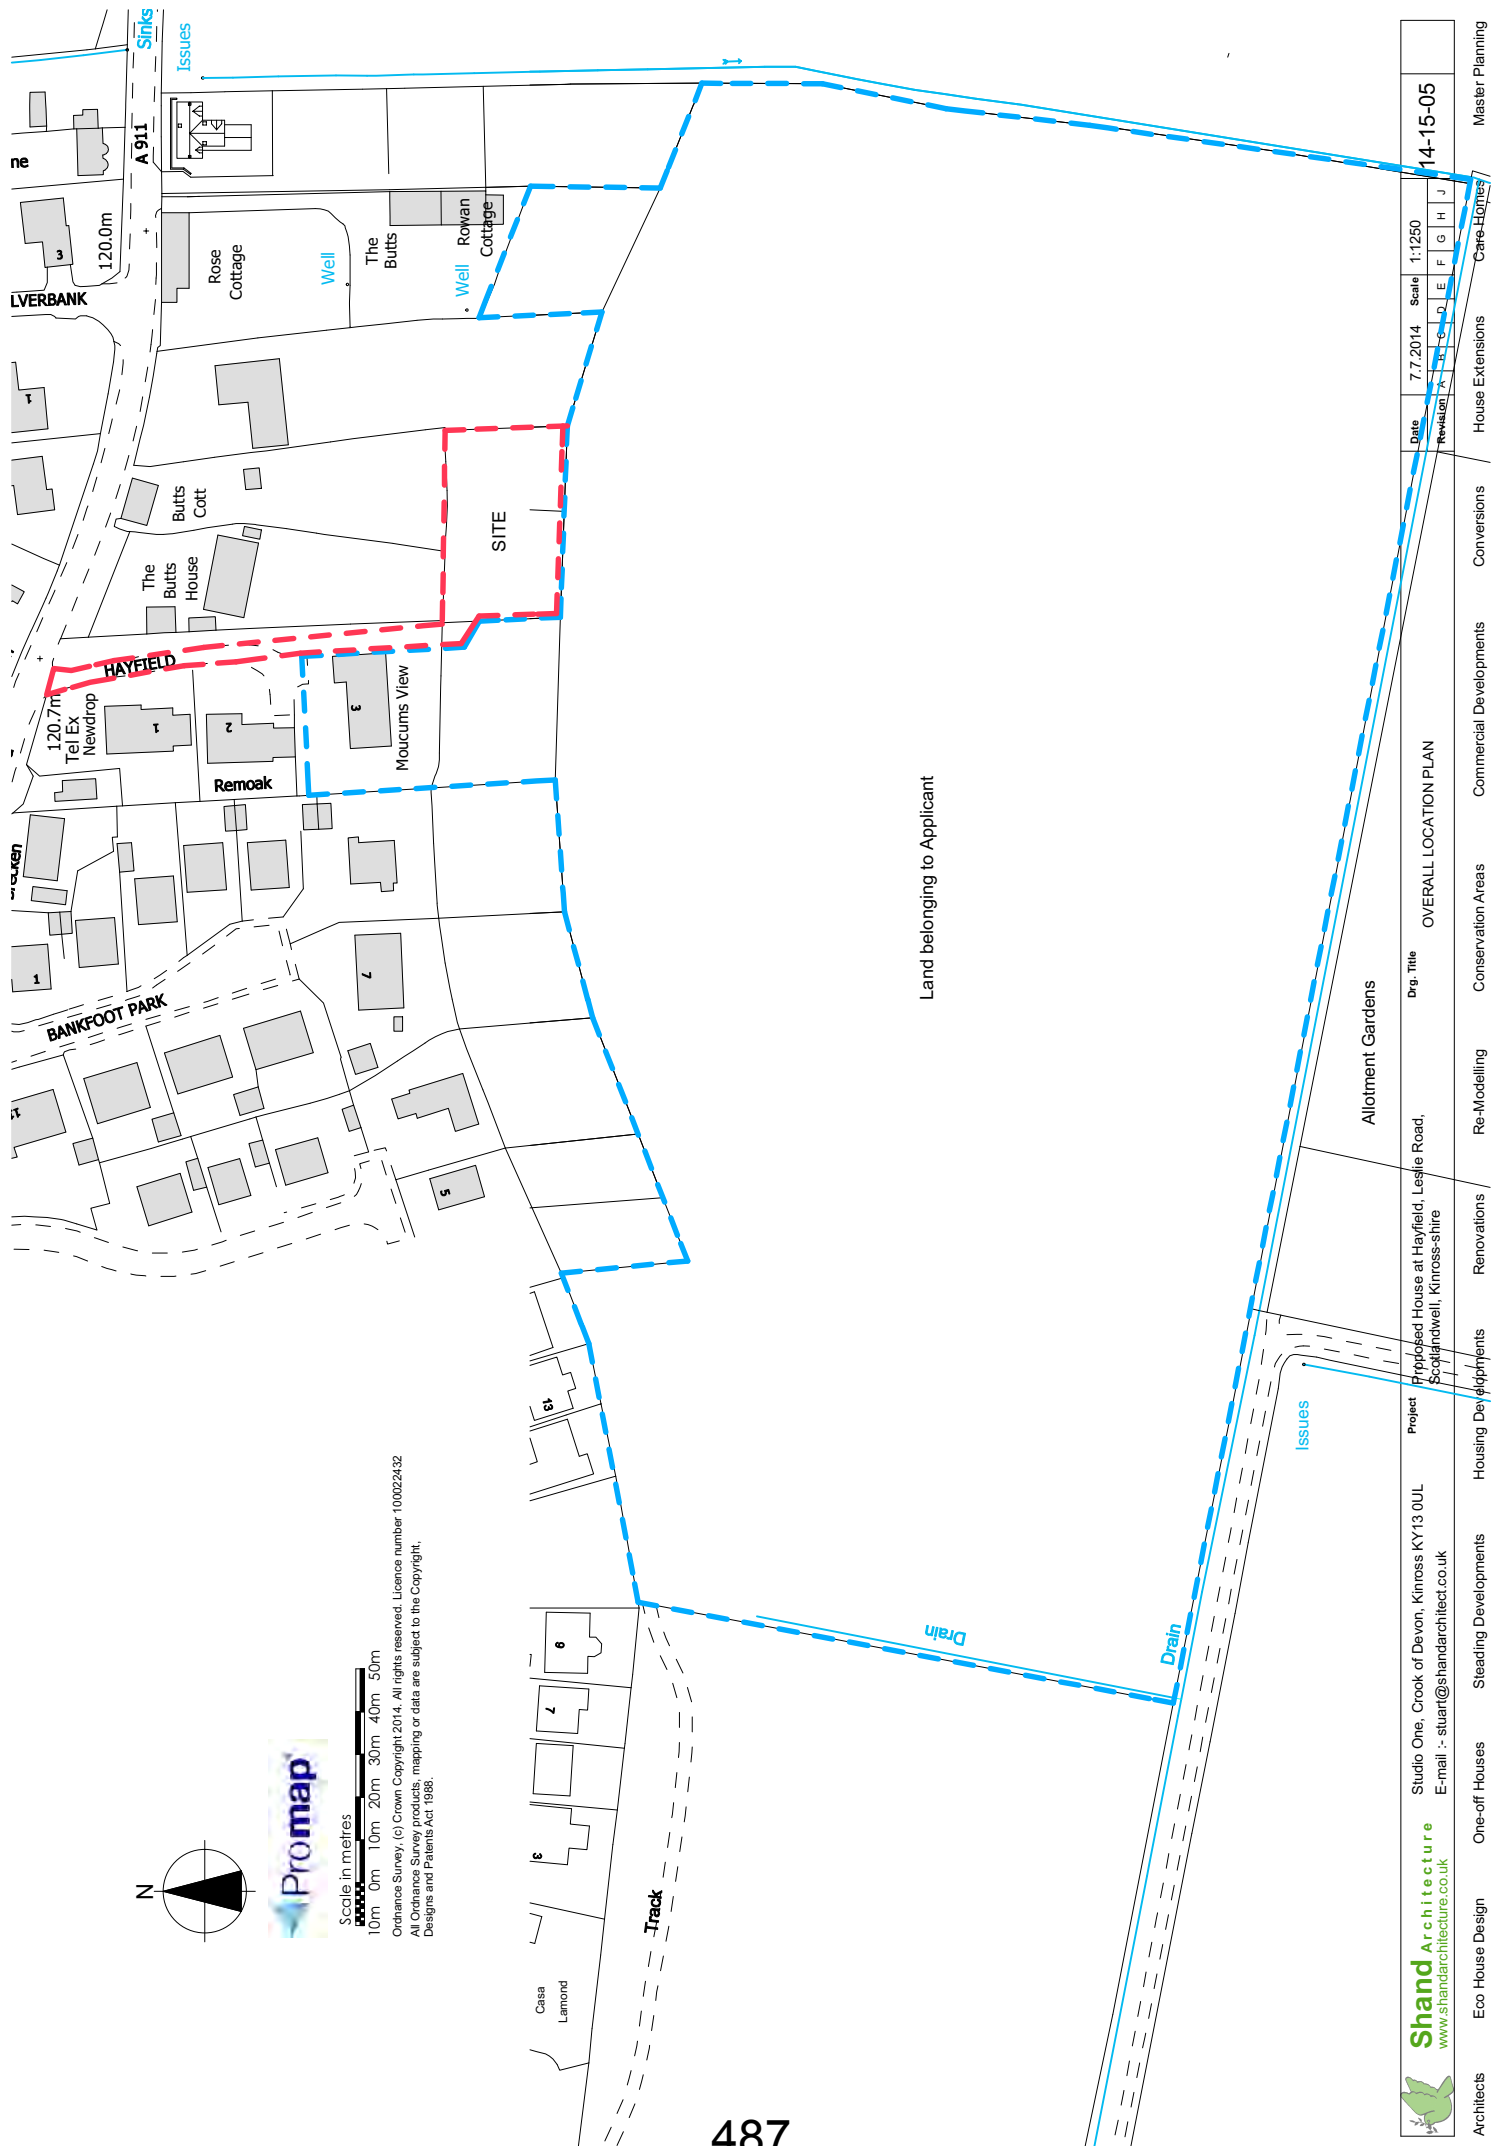 Sinks
Issues
A 911
ne
3
120.0m
LVERBANK
Rose
Cottage
Well
The
Butts
Well
Rowan
Cottage
1
Butts
Cott
The
Butts
House
SITE
HAYFIELD
120.7m
Tel Ex
Newdrop
1
2
Remoak
3
Moucums View
1
BANKFOOT PARK
7
11
5
13
9
7
3
Casa
Lamond
Track
Land belonging to Applicant
Allotment Gardens
Issues
Drain
Drain
N
Promap
Scale in metres
10m 0m 10m 20m 30m 40m 50m
Ordnance Survey, (c) Crown Copyright 2014. All rights reserved. Licence number 100022432
All Ordnance Survey products, mapping or data are subject to the Copyright,
Designs and Patents Act 1988.
Shand Architecture
www.shandarchitecture.co.uk
Studio One, Crook of Devon, Kinross KY13 0UL
E-mail :- stuart@shandarchitect.co.uk
Project
Proposed House at Hayfield, Leslie Road,
Scotlandwell, Kinross-shire
Drg. Title
OVERALL LOCATION PLAN
Date 7.7.2014 Scale 1:1250
Revision A B C D E F G H J
14-15-05
Architects Eco House Design One-off Houses Steading Developments Housing Developments Renovations Re-Modelling Conservation Areas Commercial Developments Conversions House Extensions Care Homes Master Planning
487